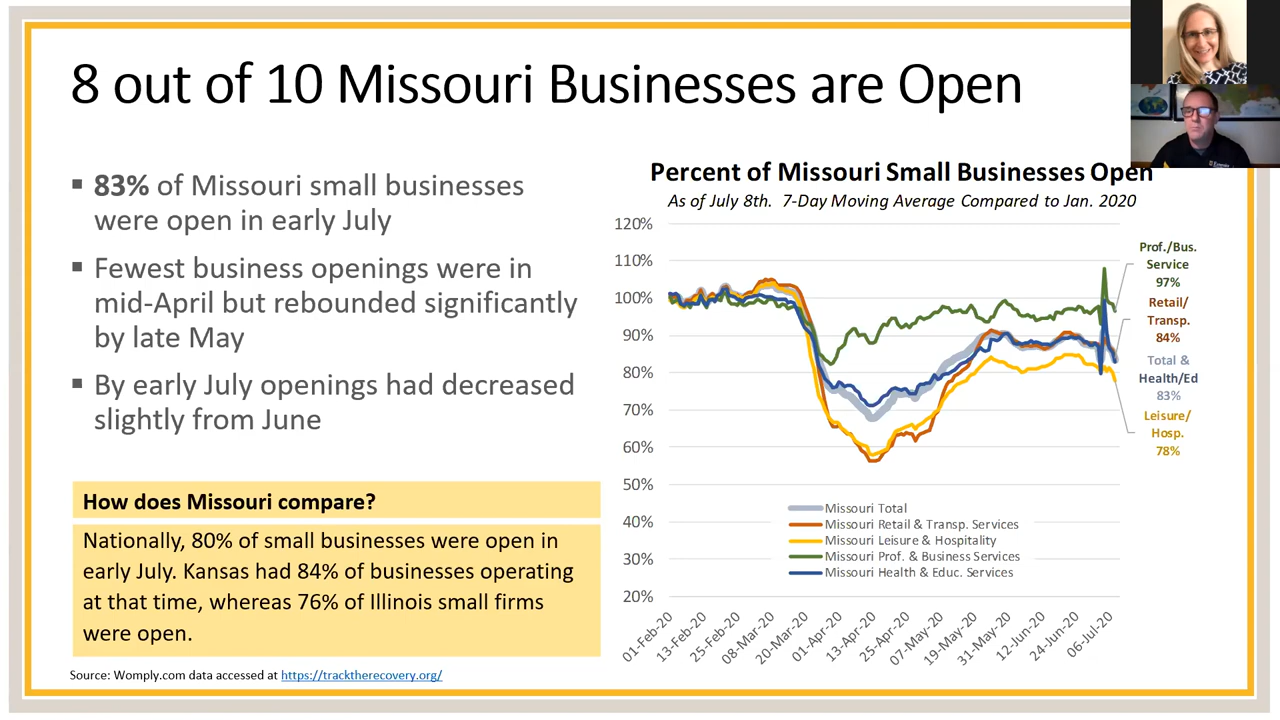 8 out of 10 Missouri Businesses are Open
▪ 83% of Missouri small businesses
were open in early July
▪ Fewest business openings were in
mid-April but rebounded significantly
by late May
▪ By early July openings had decreased
slightly from June
How does Missouri compare?
Nationally, 80% of small businesses were open in
early July. Kansas had 84% of businesses operating
at that time, whereas 76% of Illinois small firms
were open.
Source: Womply.com data accessed at https://tracktherecovery.org/
Percent of Missouri Small Businesses Open
As of July 8th. 7-Day Moving Average Compared to Jan. 2020
120%
110%
100%
90%
80%
70%
60%
50%
40%
30%
20%
01-Feb-20
13-Feb-20
25-Feb-20
08-Mar-20
20-Mar-20
01-Apr-20
13-Apr-20
25-Apr-20
07-May-20
19-May-20
31-May-20
12-Jun-20
24-Jun-20
06-Jul-20
Missouri Total
Missouri Retail & Transp. Services
Missouri Leisure & Hospitality
Missouri Prof. & Business Services
Missouri Health & Educ. Services
Prof./Bus.
Service
97%
Retail/
Transp.
84%
Total &
Health/Ed
83%
Leisure/
Hosp.
78%